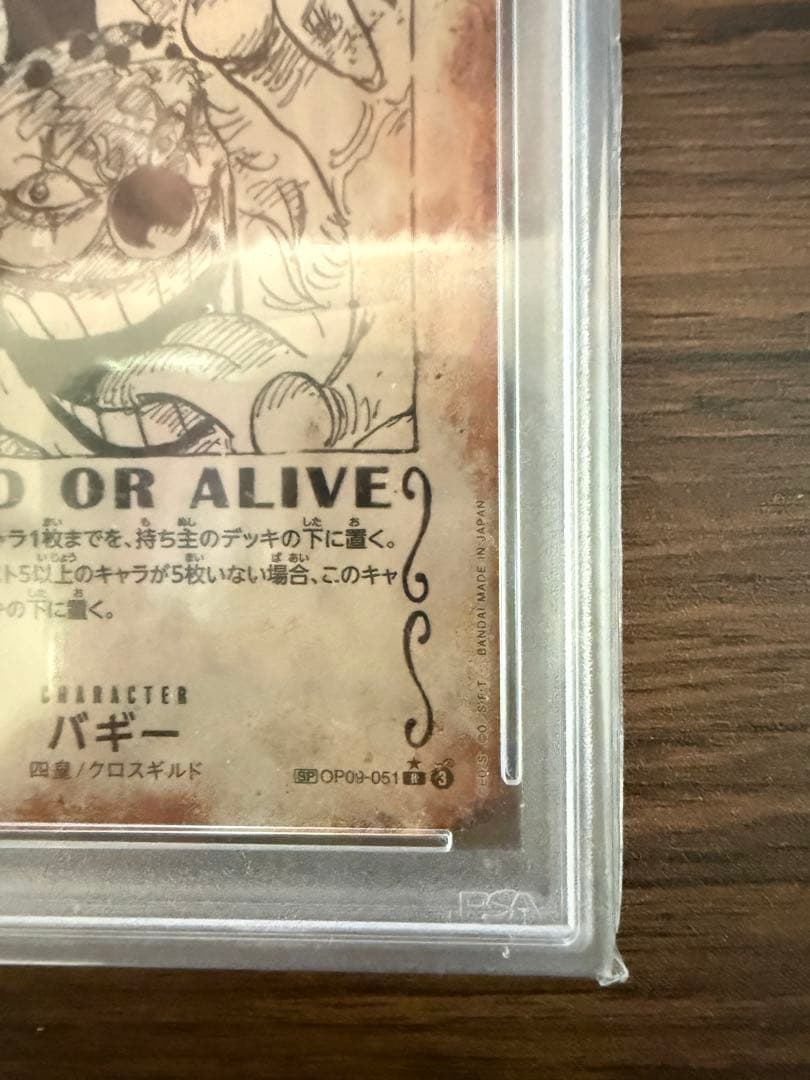 D OR ALIVE
ャラ1枚までを、持ち主のデッキの下に置く。
スト5以上のキャラが5枚いない場合、このキャ
の下に置く。
CHARACTER
バギー
四皇/クロスギルド
SP OP09-051 R 3
BANDAI MADE IN JAPAN
PSA